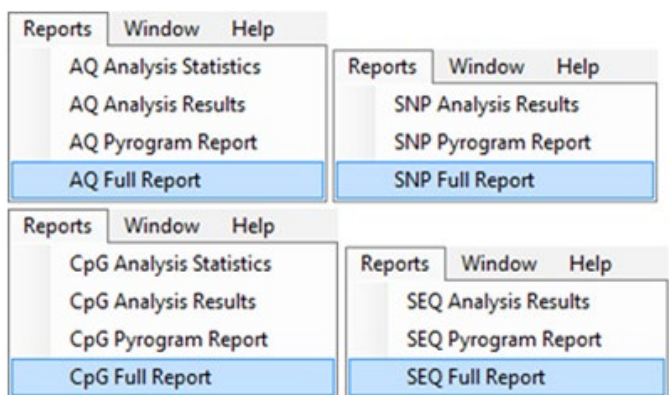 Reports Window Help
AQ Analysis Statistics
AQ Analysis Results
AQ Pyrogram Report
AQ Full Report
Reports Window Help
SNP Analysis Results
SNP Pyrogram Report
SNP Full Report
Reports Window Help
CpG Analysis Statistics
CpG Analysis Results
CpG Pyrogram Report
CpG Full Report
Reports Window Help
SEQ Analysis Results
SEQ Pyrogram Report
SEQ Full Report